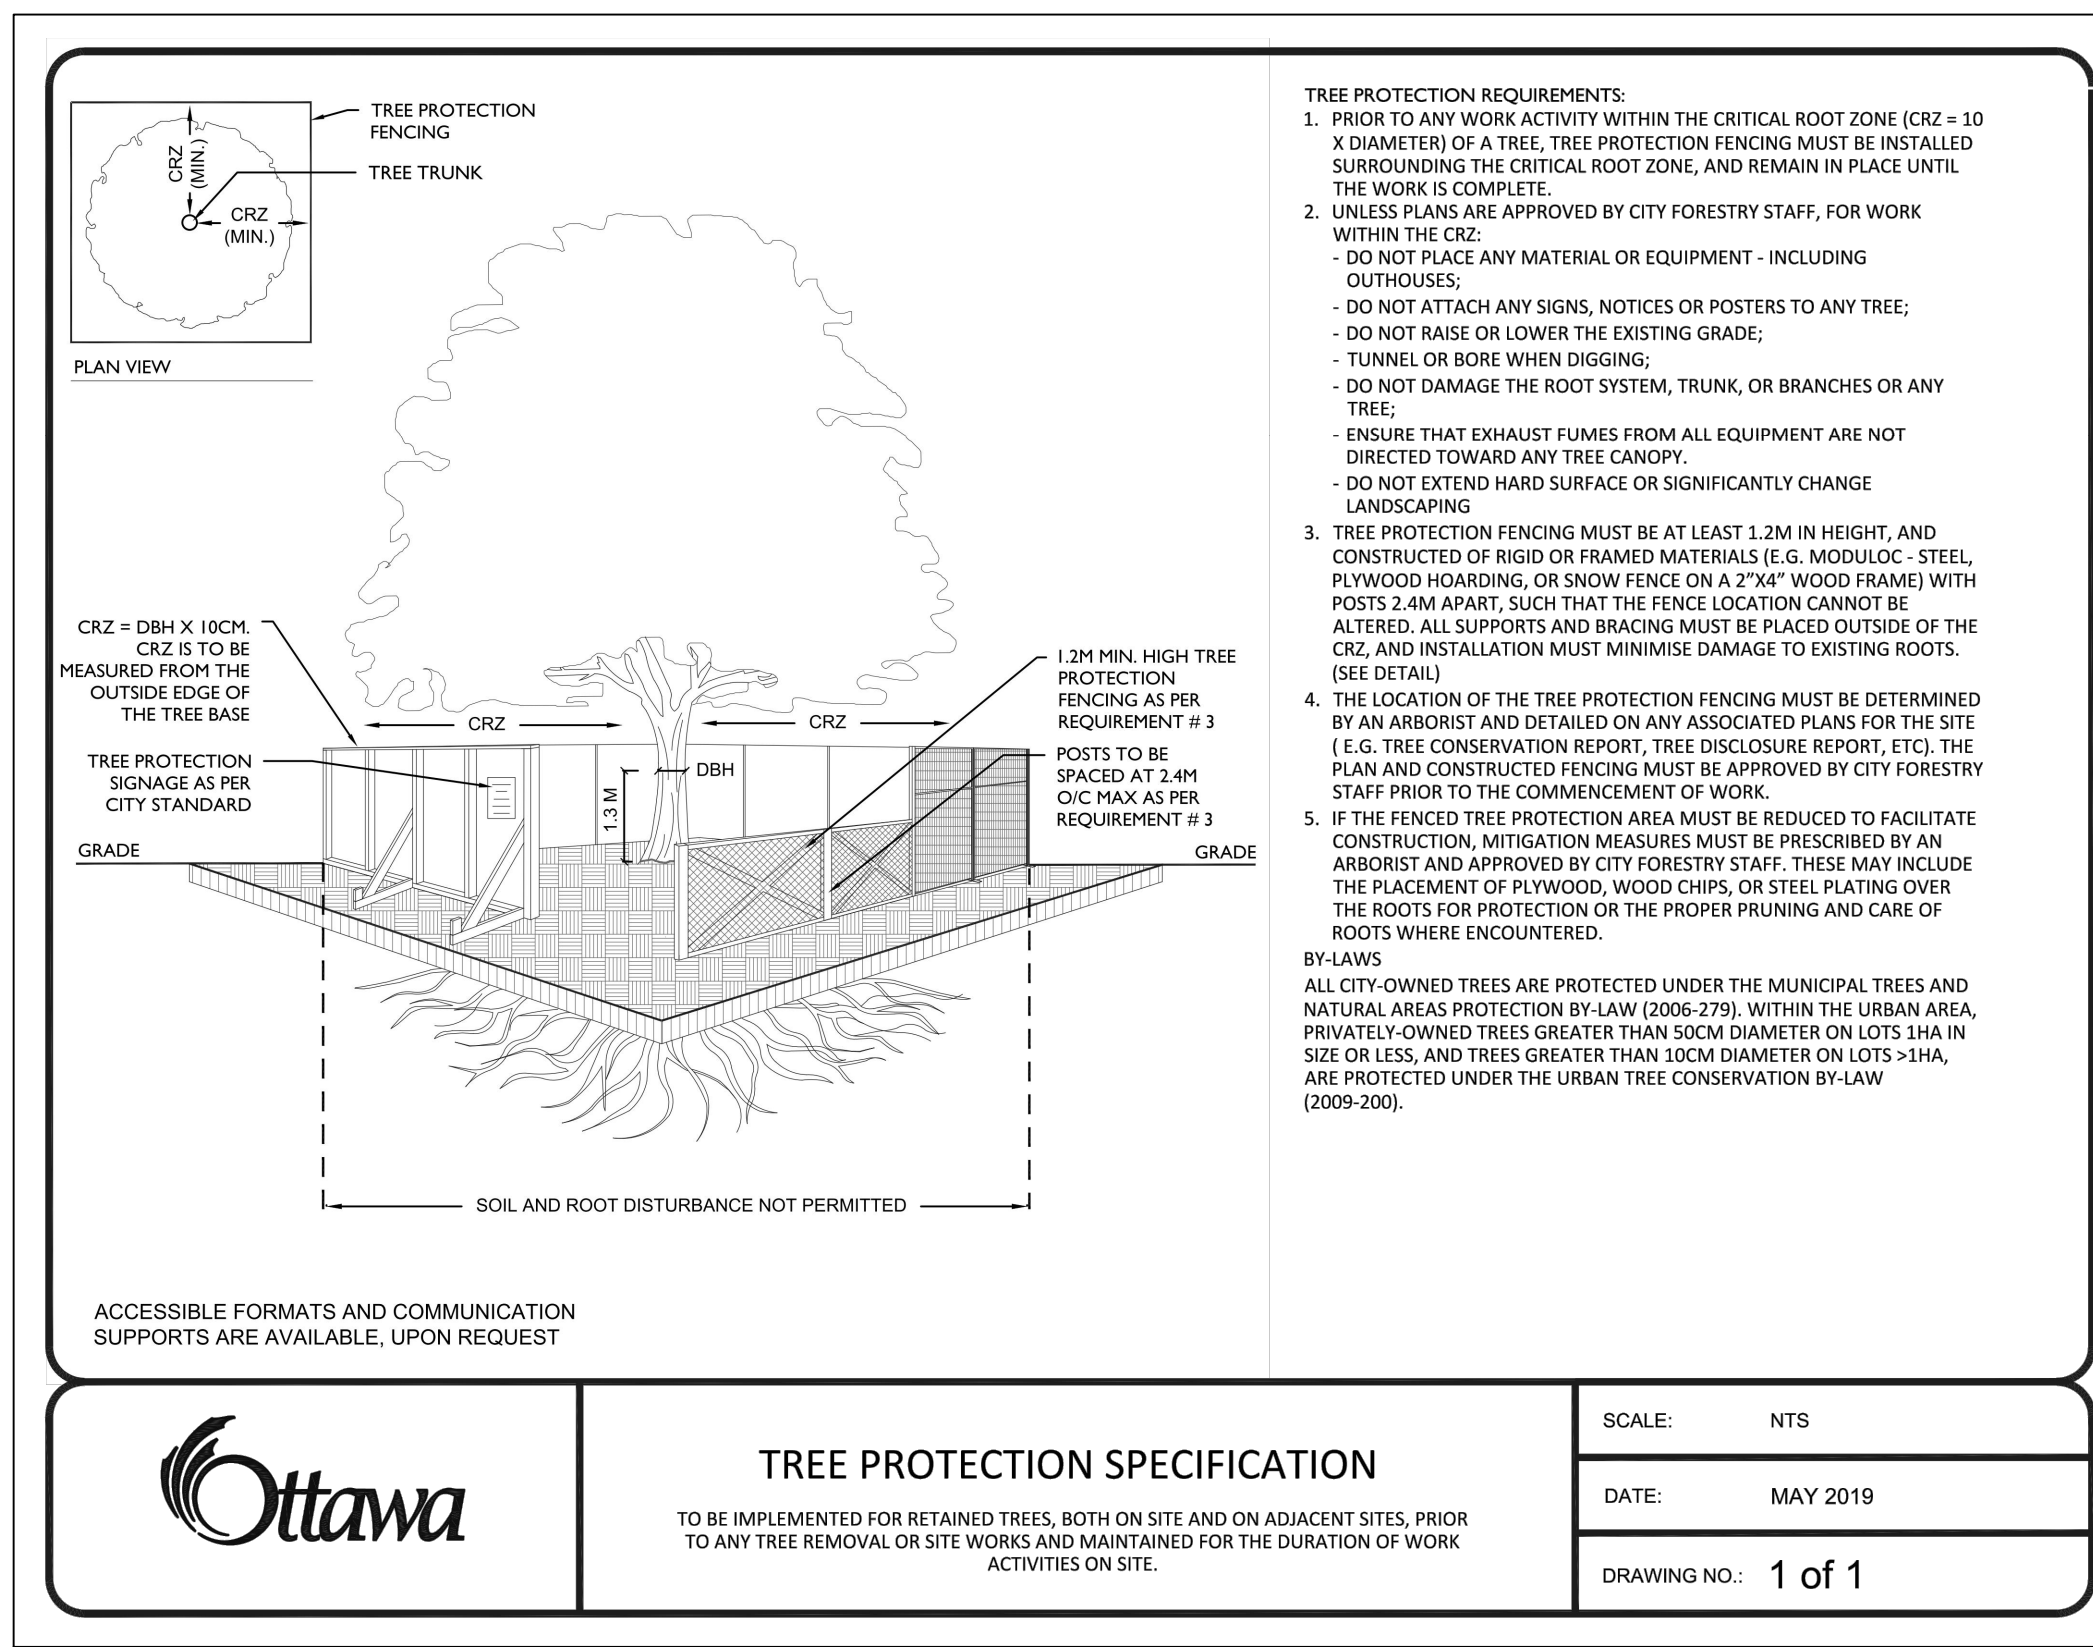 TREE PROTECTION
FENCING
TREE TRUNK
CRZ
(MIN.)
CRZ
(MIN.)
PLAN VIEW
CRZ = DBH X 10CM.
CRZ IS TO BE
MEASURED FROM THE
OUTSIDE EDGE OF
THE TREE BASE
TREE PROTECTION
SIGNAGE AS PER
CITY STANDARD
GRADE
CRZ
CRZ
DBH
1.3 M
1.2M MIN. HIGH TREE
PROTECTION
FENCING AS PER
REQUIREMENT # 3
POSTS TO BE
SPACED AT 2.4M
O/C MAX AS PER
REQUIREMENT # 3
GRADE
SOIL AND ROOT DISTURBANCE NOT PERMITTED
ACCESSIBLE FORMATS AND COMMUNICATION
SUPPORTS ARE AVAILABLE, UPON REQUEST
TREE PROTECTION REQUIREMENTS:
1. PRIOR TO ANY WORK ACTIVITY WITHIN THE CRITICAL ROOT ZONE (CRZ = 10
X DIAMETER) OF A TREE, TREE PROTECTION FENCING MUST BE INSTALLED
SURROUNDING THE CRITICAL ROOT ZONE, AND REMAIN IN PLACE UNTIL
THE WORK IS COMPLETE.
2. UNLESS PLANS ARE APPROVED BY CITY FORESTRY STAFF, FOR WORK
WITHIN THE CRZ:
- DO NOT PLACE ANY MATERIAL OR EQUIPMENT - INCLUDING
OUTHOUSES;
- DO NOT ATTACH ANY SIGNS, NOTICES OR POSTERS TO ANY TREE;
- DO NOT RAISE OR LOWER THE EXISTING GRADE;
- TUNNEL OR BORE WHEN DIGGING;
- DO NOT DAMAGE THE ROOT SYSTEM, TRUNK, OR BRANCHES OR ANY
TREE;
- ENSURE THAT EXHAUST FUMES FROM ALL EQUIPMENT ARE NOT
DIRECTED TOWARD ANY TREE CANOPY.
- DO NOT EXTEND HARD SURFACE OR SIGNIFICANTLY CHANGE
LANDSCAPING
3. TREE PROTECTION FENCING MUST BE AT LEAST 1.2M IN HEIGHT, AND
CONSTRUCTED OF RIGID OR FRAMED MATERIALS (E.G. MODULOC - STEEL,
PLYWOOD HOARDING, OR SNOW FENCE ON A 2”X4” WOOD FRAME) WITH
POSTS 2.4M APART, SUCH THAT THE FENCE LOCATION CANNOT BE
ALTERED. ALL SUPPORTS AND BRACING MUST BE PLACED OUTSIDE OF THE
CRZ, AND INSTALLATION MUST MINIMISE DAMAGE TO EXISTING ROOTS.
(SEE DETAIL)
4. THE LOCATION OF THE TREE PROTECTION FENCING MUST BE DETERMINED
BY AN ARBORIST AND DETAILED ON ANY ASSOCIATED PLANS FOR THE SITE
( E.G. TREE CONSERVATION REPORT, TREE DISCLOSURE REPORT, ETC). THE
PLAN AND CONSTRUCTED FENCING MUST BE APPROVED BY CITY FORESTRY
STAFF PRIOR TO THE COMMENCEMENT OF WORK.
5. IF THE FENCED TREE PROTECTION AREA MUST BE REDUCED TO FACILITATE
CONSTRUCTION, MITIGATION MEASURES MUST BE PRESCRIBED BY AN
ARBORIST AND APPROVED BY CITY FORESTRY STAFF. THESE MAY INCLUDE
THE PLACEMENT OF PLYWOOD, WOOD CHIPS, OR STEEL PLATING OVER
THE ROOTS FOR PROTECTION OR THE PROPER PRUNING AND CARE OF
ROOTS WHERE ENCOUNTERED.
BY-LAWS
ALL CITY-OWNED TREES ARE PROTECTED UNDER THE MUNICIPAL TREES AND
NATURAL AREAS PROTECTION BY-LAW (2006-279). WITHIN THE URBAN AREA,
PRIVATELY-OWNED TREES GREATER THAN 50CM DIAMETER ON LOTS 1HA IN
SIZE OR LESS, AND TREES GREATER THAN 10CM DIAMETER ON LOTS >1HA,
ARE PROTECTED UNDER THE URBAN TREE CONSERVATION BY-LAW
(2009-200).
Ottawa
TREE PROTECTION SPECIFICATION
TO BE IMPLEMENTED FOR RETAINED TREES, BOTH ON SITE AND ON ADJACENT SITES, PRIOR
TO ANY TREE REMOVAL OR SITE WORKS AND MAINTAINED FOR THE DURATION OF WORK
ACTIVITIES ON SITE.
SCALE: NTS
DATE: MAY 2019
DRAWING NO.: 1 of 1